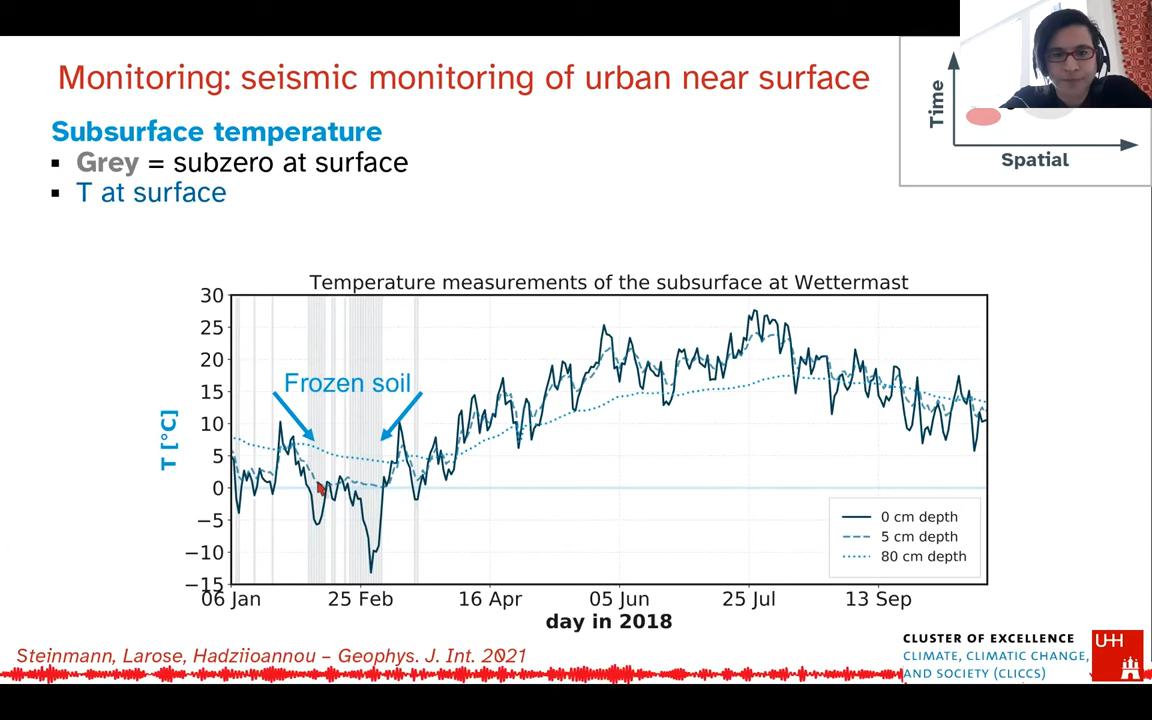 Monitoring: seismic monitoring of urban near surface
Subsurface temperature
▪ Grey = subzero at surface
▪ T at surface
Time
Spatial
Temperature measurements of the subsurface at Wettermast
30
25
20
15
10
5
0
−5
−10
−15
T [°C]
Frozen soil
0 cm depth
5 cm depth
80 cm depth
06 Jan 25 Feb 16 Apr 05 Jun 25 Jul 13 Sep
day in 2018
Steinmann, Larose, Hadziioannou – Geophys. J. Int. 2021
CLUSTER OF EXCELLENCE
CLIMATE, CLIMATIC CHANGE,
AND SOCIETY (CLICCS)
UHH